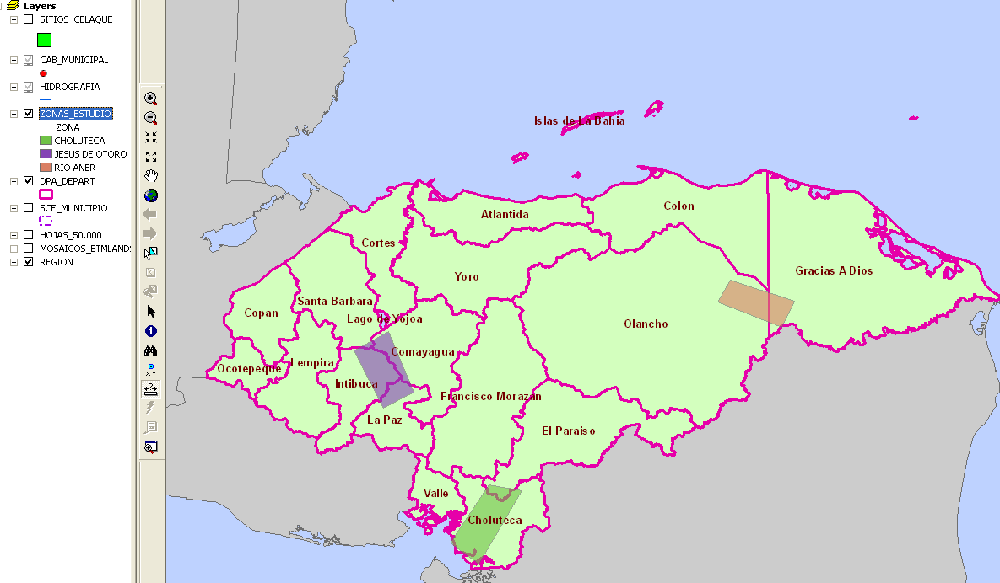 Layers
SITIOS_CELAQUE
CAB_MUNICIPAL
HIDROGRAFIA
ZONAS_ESTUDIO
ZONA
CHOLUTECA
JESUS DE OTORO
RIO ANER
DPA_DEPART
SCE_MUNICIPIO
HOJAS_50.000
MOSAICOS_ETMLANDS
REGION
XY
Islas de La Bahia
Colon
Atlantida
Cortes
Gracias A Dios
Yoro
Santa Barbara
Copan
Lago de Yojoa
Olancho
Comayagua
Lempira
Ocotepeque
Intibuca
Francisco Morazan
La Paz
El Paraiso
Valle
Choluteca